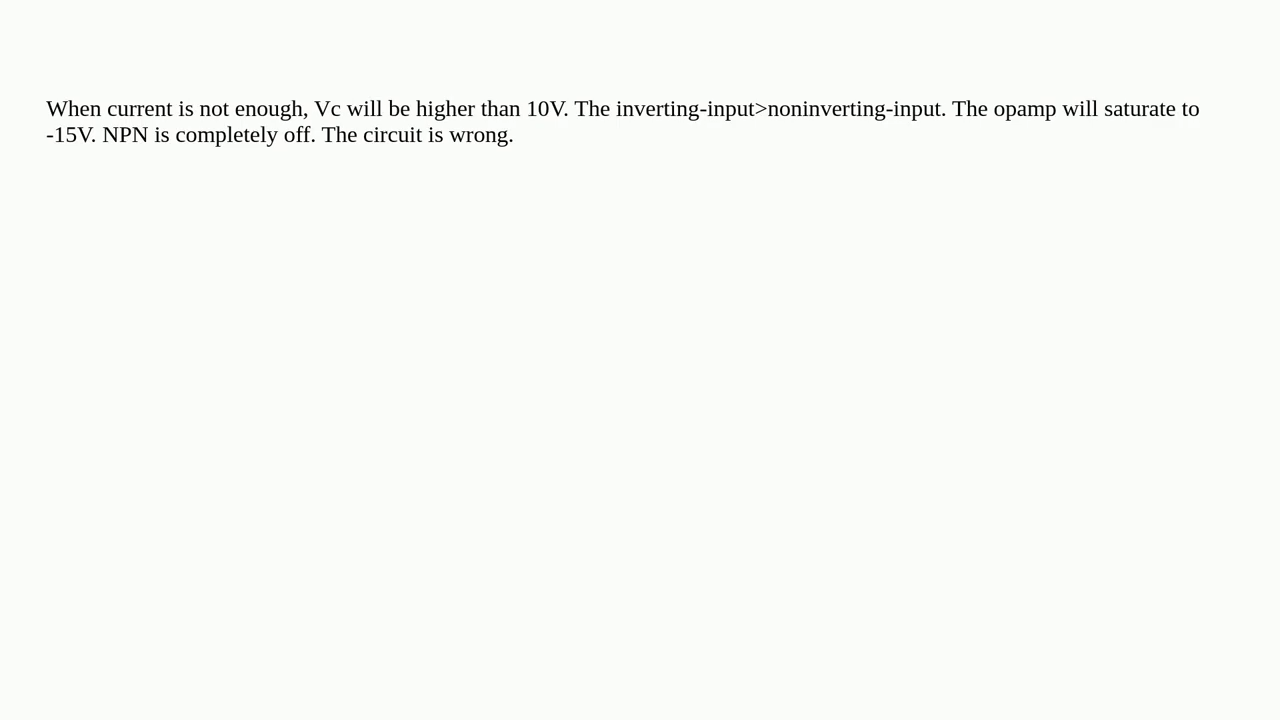 When current is not enough, Vc will be higher than 10V. The inverting-input>noninverting-input. The opamp will saturate to
-15V. NPN is completely off. The circuit is wrong.